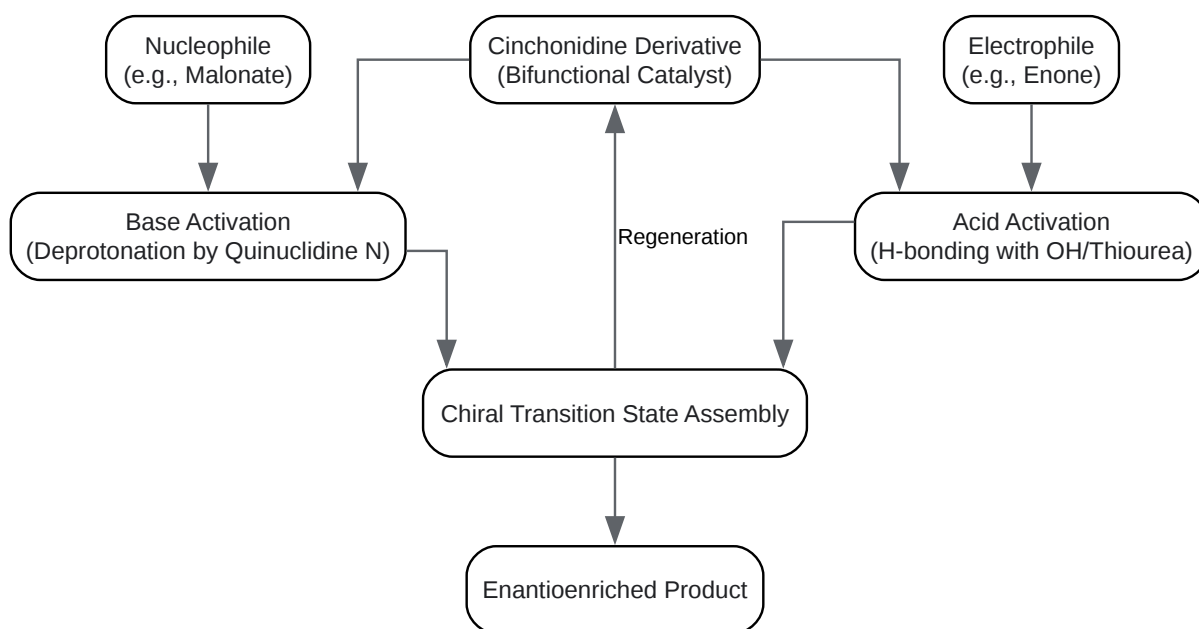 Nucleophile
(e.g., Malonate)
Cinchonidine Derivative
(Bifunctional Catalyst)
Electrophile
(e.g., Enone)
Base Activation
(Deprotonation by Quinuclidine N)
Regeneration
Acid Activation
(H-bonding with OH/Thiourea)
Chiral Transition State Assembly
Enantioenriched Product